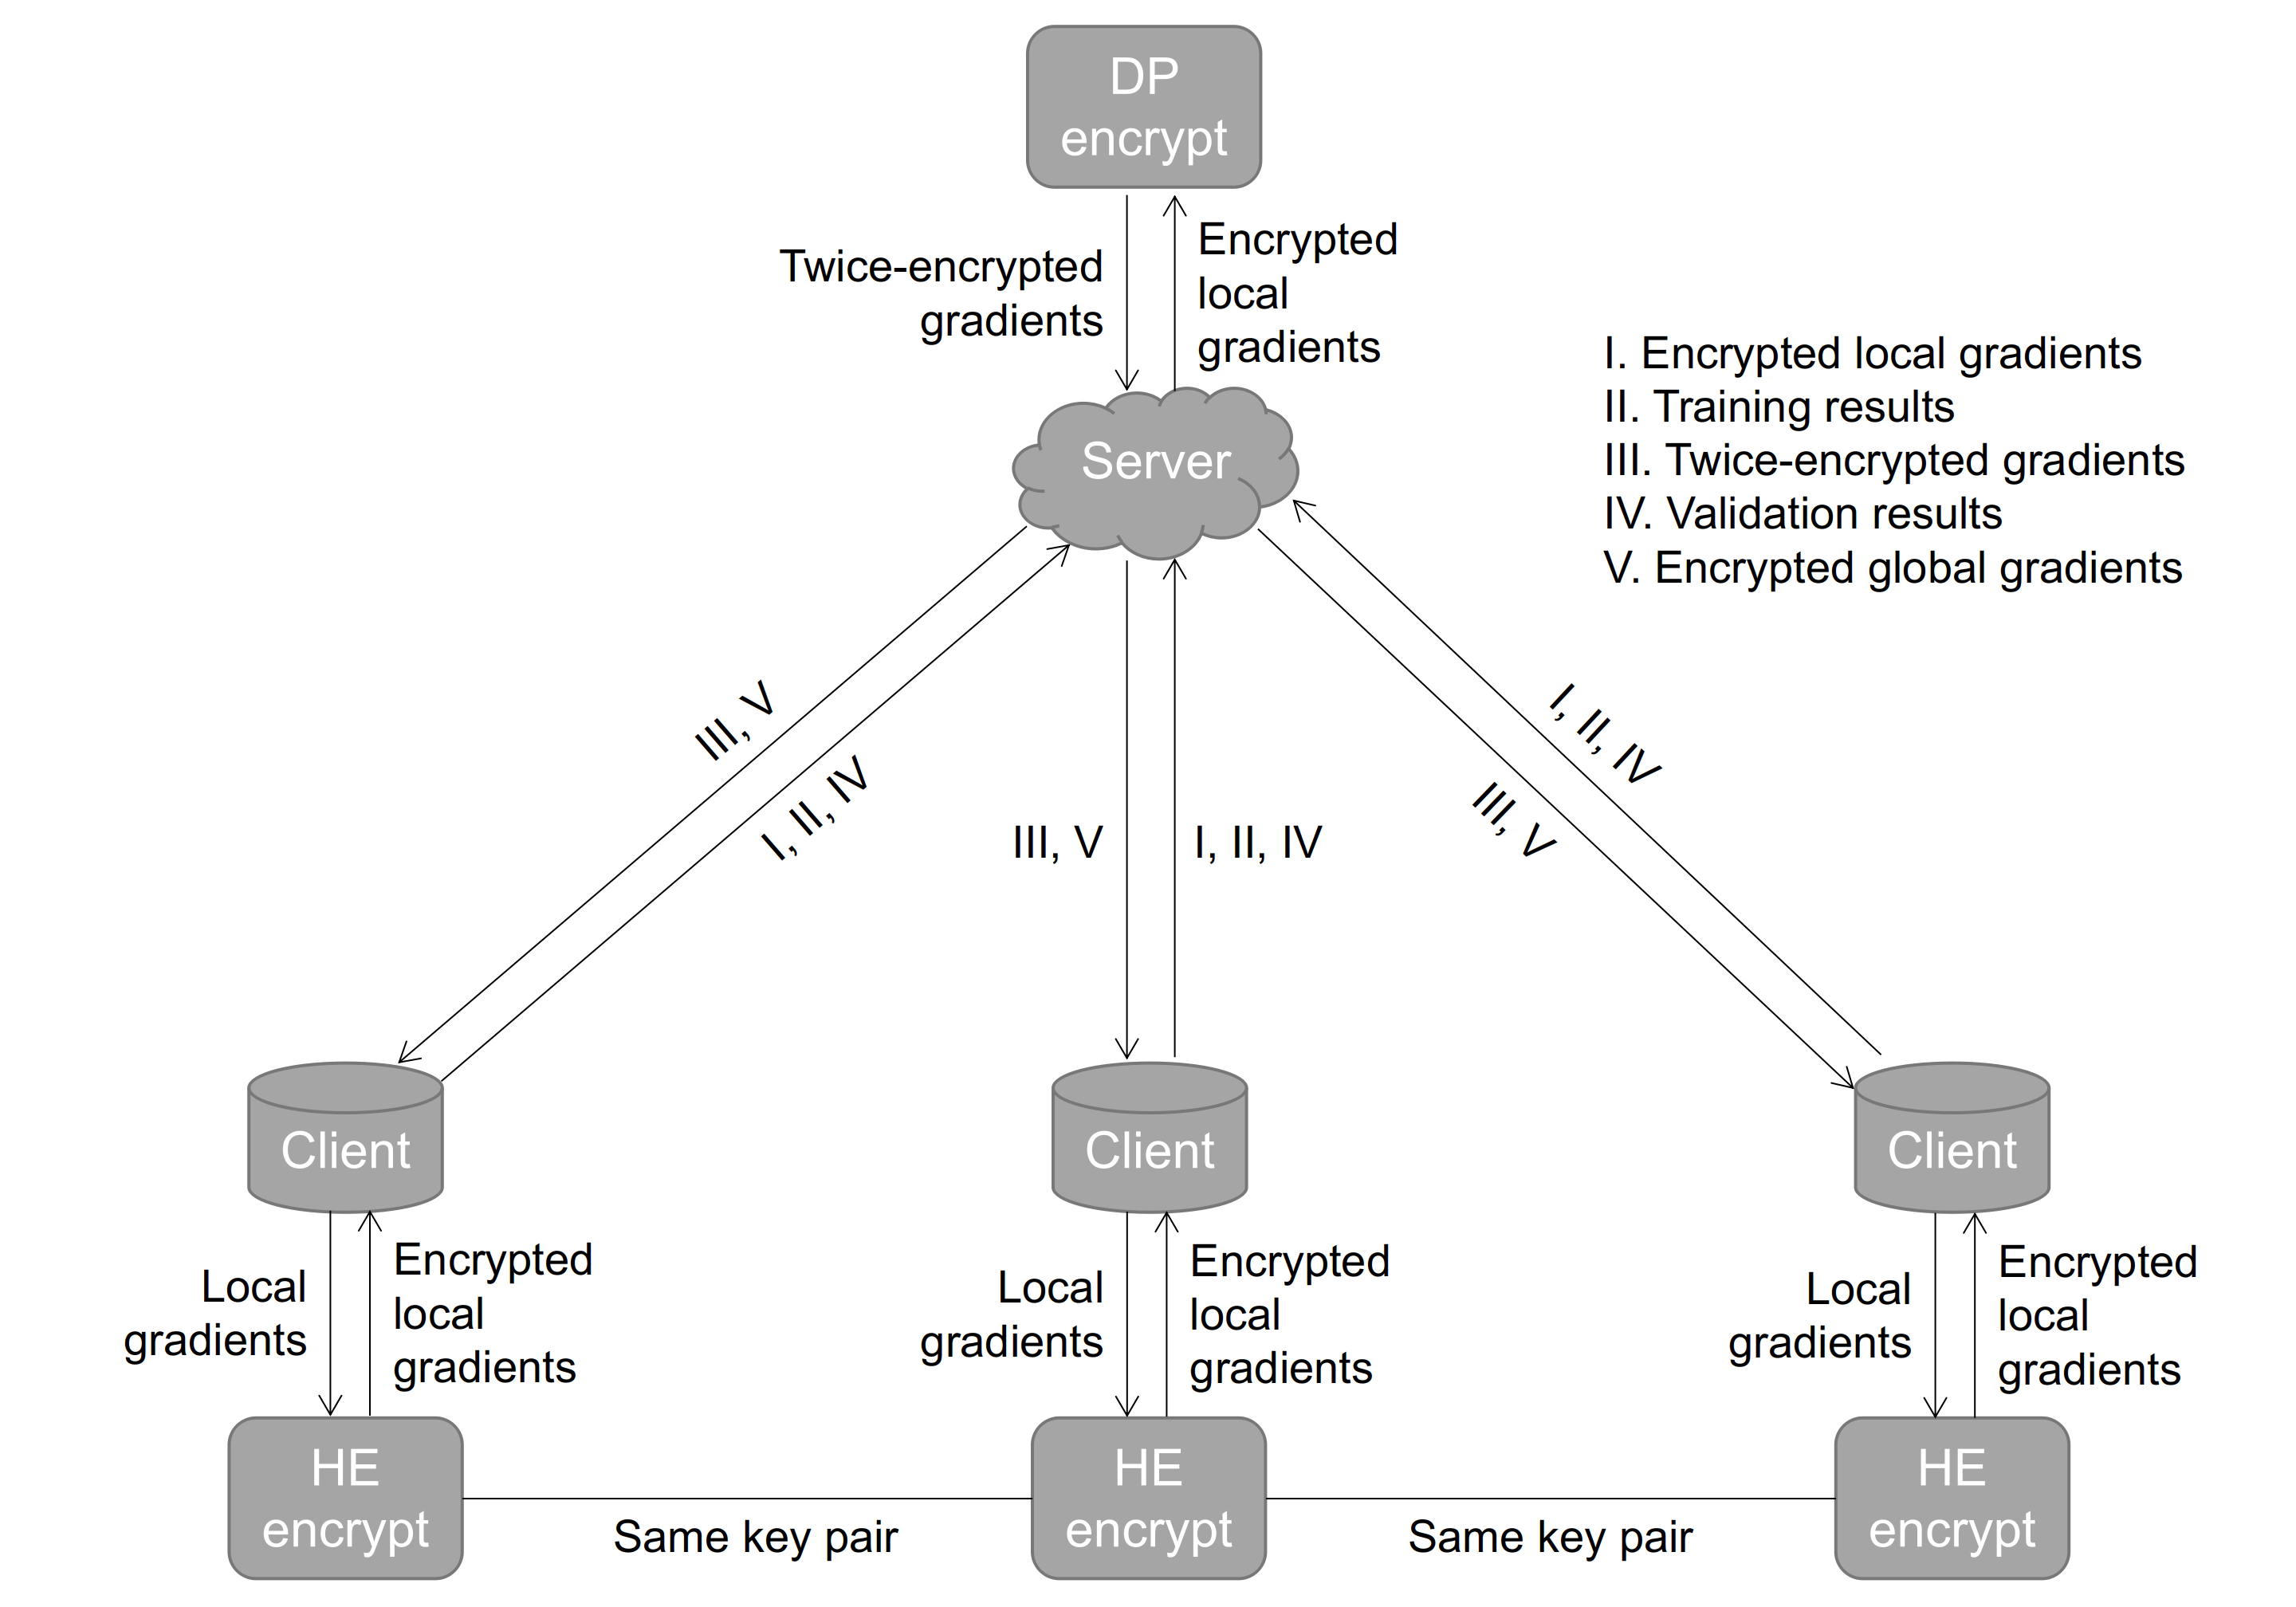 DP
encrypt
Twice-encrypted
gradients
Encrypted
local
gradients
Server
I. Encrypted local gradients
II. Training results
III. Twice-encrypted gradients
IV. Validation results
V. Encrypted global gradients
III, V
I, II, IV
III, V
I, II, IV
I, II, IV
III, V
Client
Client
Client
Local
gradients
Encrypted
local
gradients
Local
gradients
Encrypted
local
gradients
Local
gradients
Encrypted
local
gradients
HE
encrypt
Same key pair
HE
encrypt
Same key pair
HE
encrypt